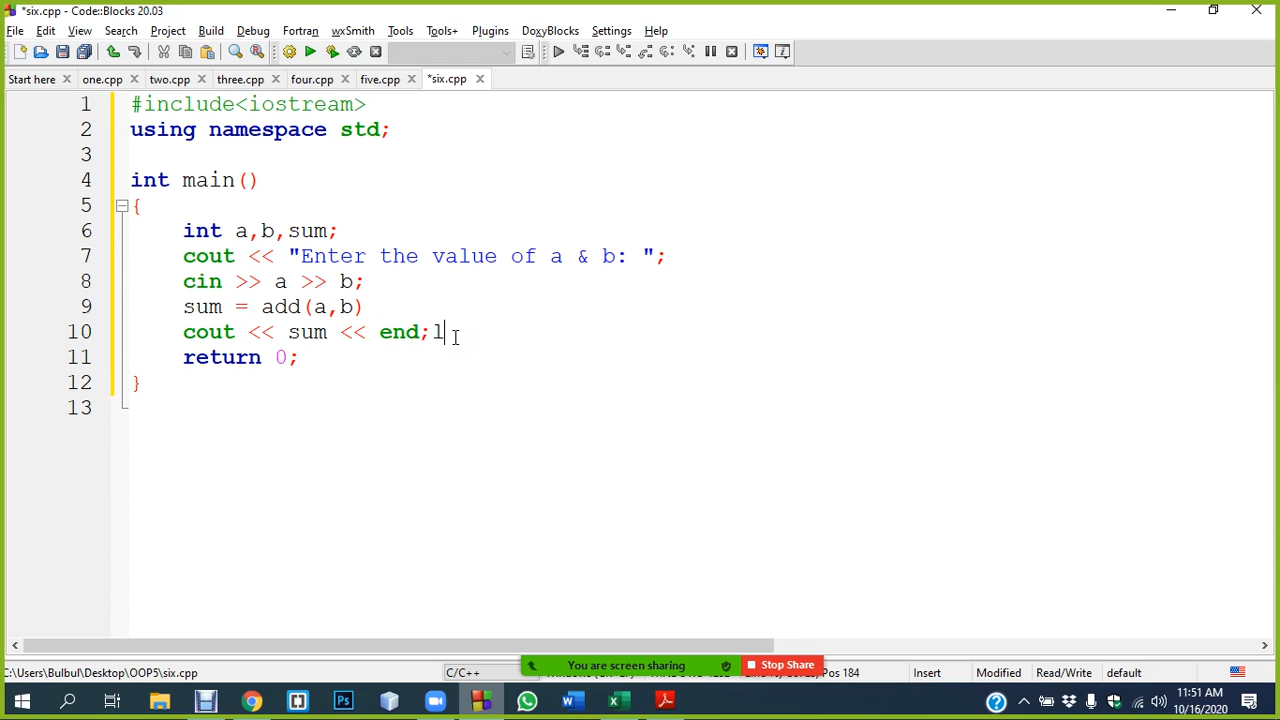 *six.cpp - Code::Blocks 20.03
File Edit View Search Project Build Debug Fortran wxSmith Tools Tools+ Plugins DoxyBlocks Settings Help
Start here one.cpp two.cpp three.cpp four.cpp five.cpp *six.cpp
1 #include<iostream>
2 using namespace std;
3
4 int main()
5 {
6 int a,b,sum;
7 cout << "Enter the value of a & b: ";
8 cin >> a >> b;
9 sum = add(a,b)
10 cout << sum << end;l
11 return 0;
12 }
13
You are screen sharing Stop Share
C:\Users\Bulbul\Desktop\OOP5\six.cpp C/C++ Pos 184 Insert Modified Read/Write default
11:51 AM
10/16/2020